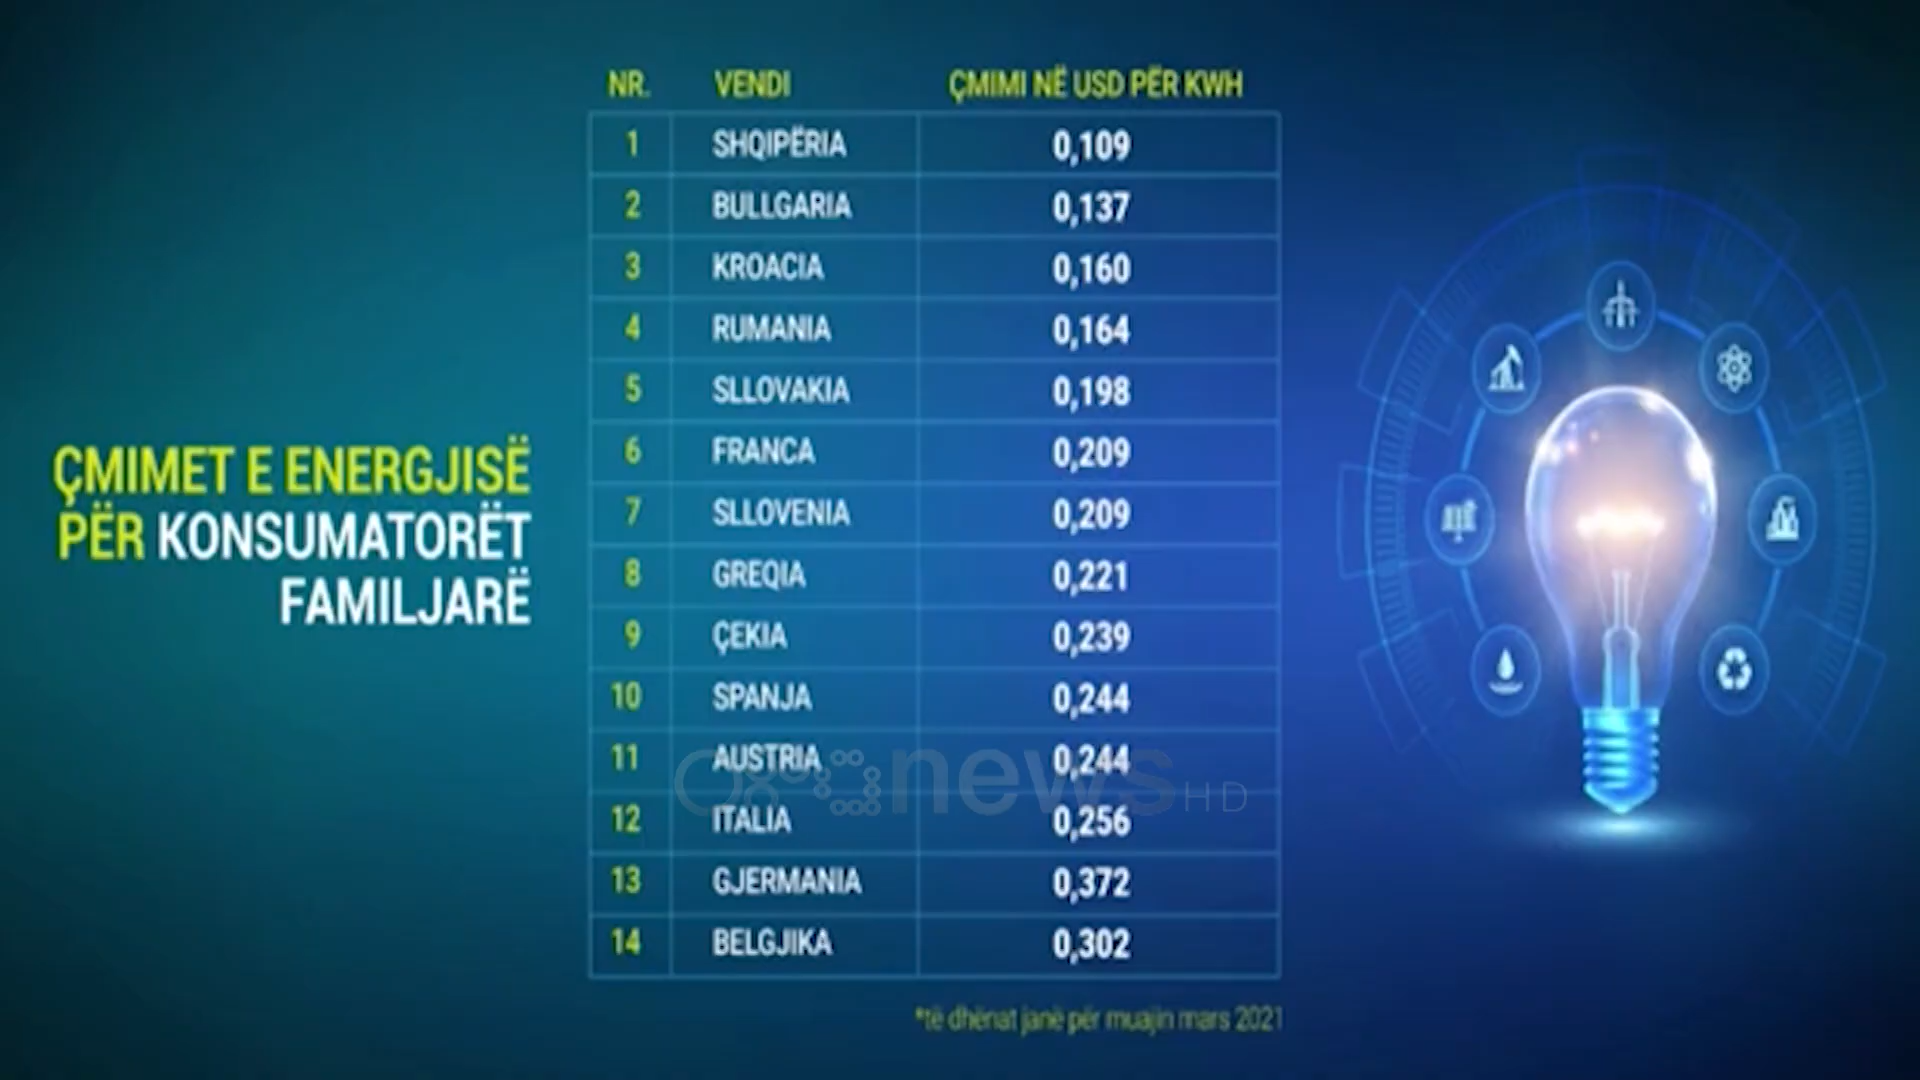 NR. VENDI ÇMIMI NË USD PËR KWH
1 SHQIPËRIA 0,109
2 BULLGARIA 0,137
3 KROACIA 0,160
4 RUMANIA 0,164
5 SLLOVAKIA 0,198
6 FRANCA 0,209
7 SLLOVENIA 0,209
8 GREQIA 0,221
9 ÇEKIA 0,239
10 SPANJA 0,244
11 AUSTRIA 0,244
12 ITALIA 0,256
13 GJERMANIA 0,372
14 BELGJIKA 0,302
ÇMIMET E ENERGJISË
PËR KONSUMATORËT
FAMILJARË
news HD
*të dhënat janë për muajin mars 2021